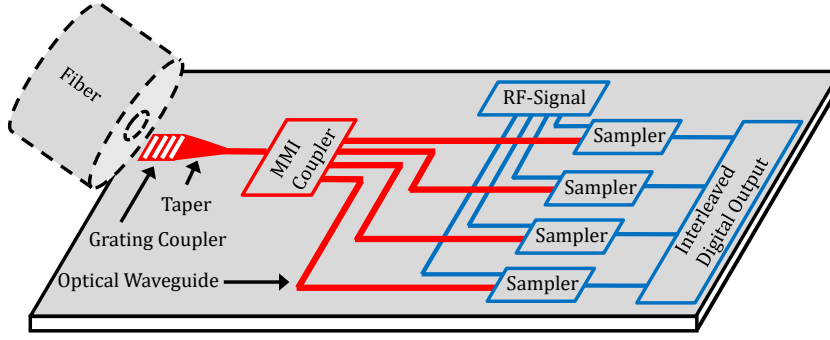 Fiber
RF-Signal
MMI
Coupler
Sampler
Sampler
Sampler
Sampler
Taper
Grating Coupler
Optical Waveguide
Interleaved
Digital Output